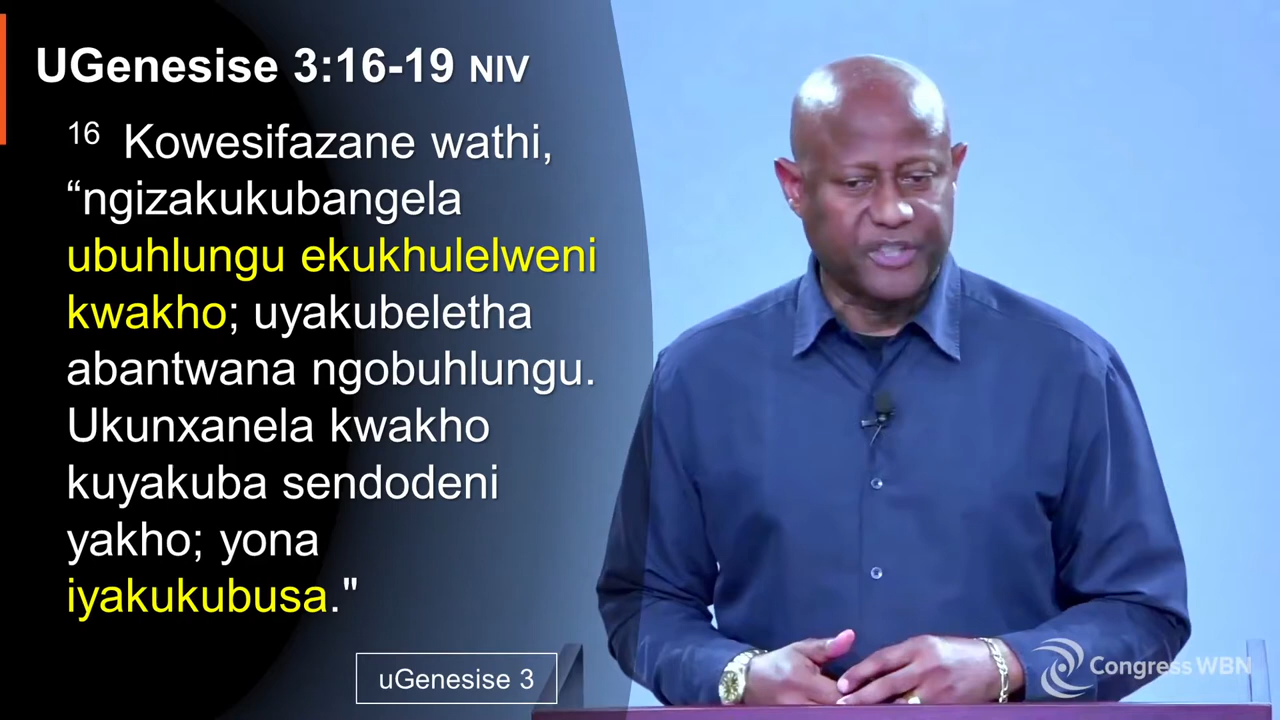 UGenesise 3:16-19 NIV
16 Kowesifazane wathi,
“ngizakukubangela
ubuhlungu ekukhulelweni
kwakho; uyakubeletha
abantwana ngobuhlungu.
Ukunxanela kwakho
kuyakuba sendodeni
yakho; yona
iyakukubusa."
uGenesise 3
Congress WBN